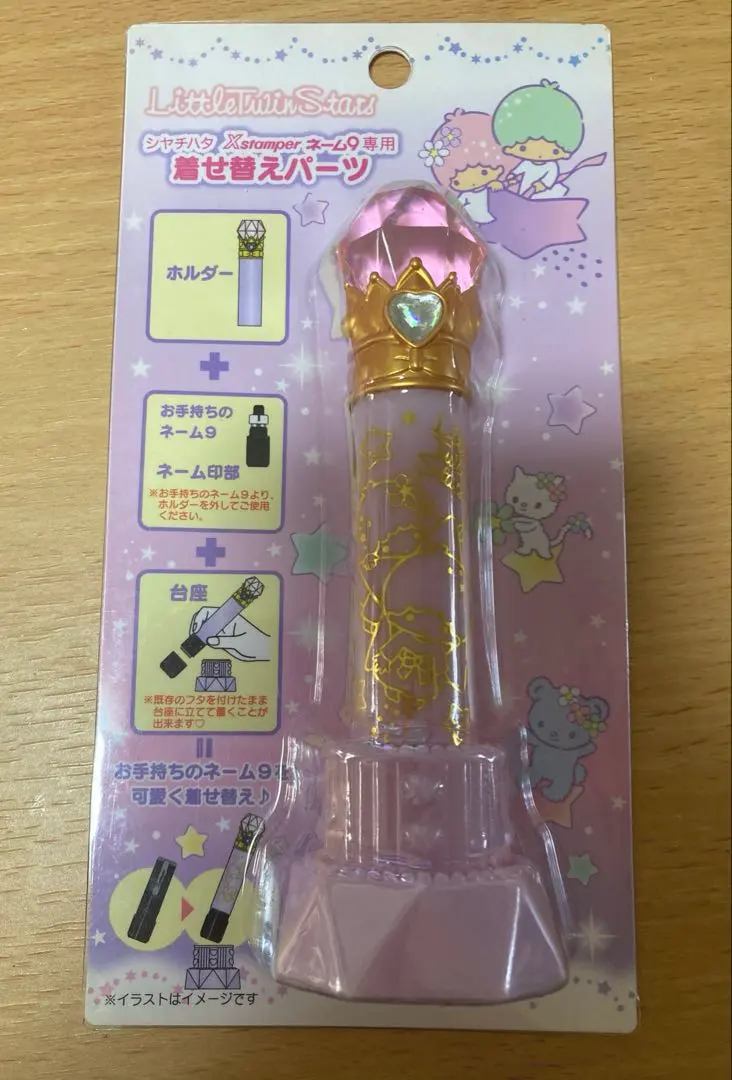 LittleTwinStars
シヤチハタ Xstamper ネーム9 専用
着せ替えパーツ
ホルダー
+
お手持ちの
ネーム9
ネーム印部
※お手持ちのネーム9より、
ホルダーを外してご使用
ください。
+
台座
※既存のフタを付けたまま
台座に立てて置くことが
出来ます♡
=
お手持ちのネーム9を
可愛く着せ替え♪
※イラストはイメージです